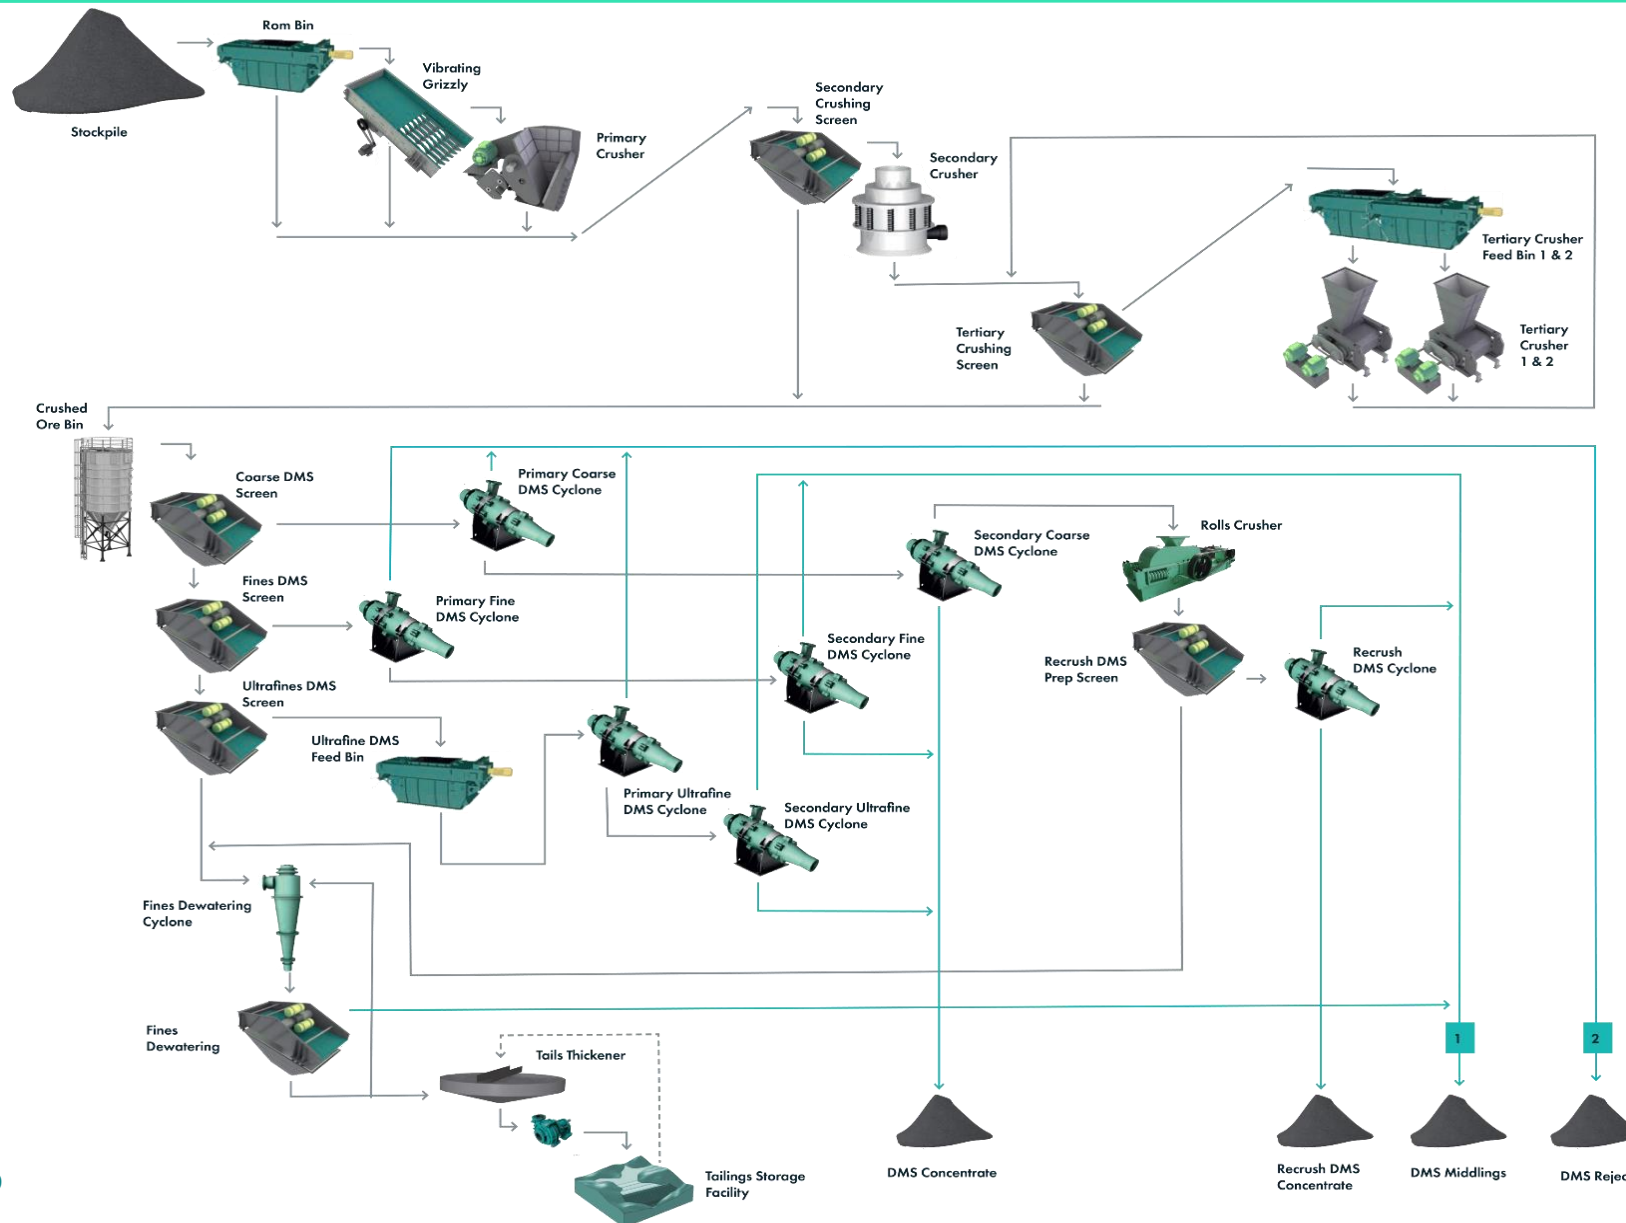 Rom Bin
Vibrating
Grizzly
Stockpile
Primary
Crusher
Secondary
Crushing
Screen
Secondary
Crusher
Tertiary Crusher
Feed Bin 1 & 2
Tertiary
Crushing
Screen
Tertiary
Crusher
1 & 2
Crushed
Ore Bin
Coarse DMS
Screen
Primary Coarse
DMS Cyclone
Secondary Coarse
DMS Cyclone
Rolls Crusher
Fines DMS
Screen
Primary Fine
DMS Cyclone
Secondary Fine
DMS Cyclone
Recrush DMS
Prep Screen
Recrush
DMS Cyclone
Ultrafines DMS
Screen
Ultrafine DMS
Feed Bin
Primary Ultrafine
DMS Cyclone
Secondary Ultrafine
DMS Cyclone
Fines Dewatering
Cyclone
Fines
Dewatering
Tails Thickener
1
2
Tailings Storage
Facility
DMS Concentrate
Recrush DMS
Concentrate
DMS Middlings
DMS Rejec